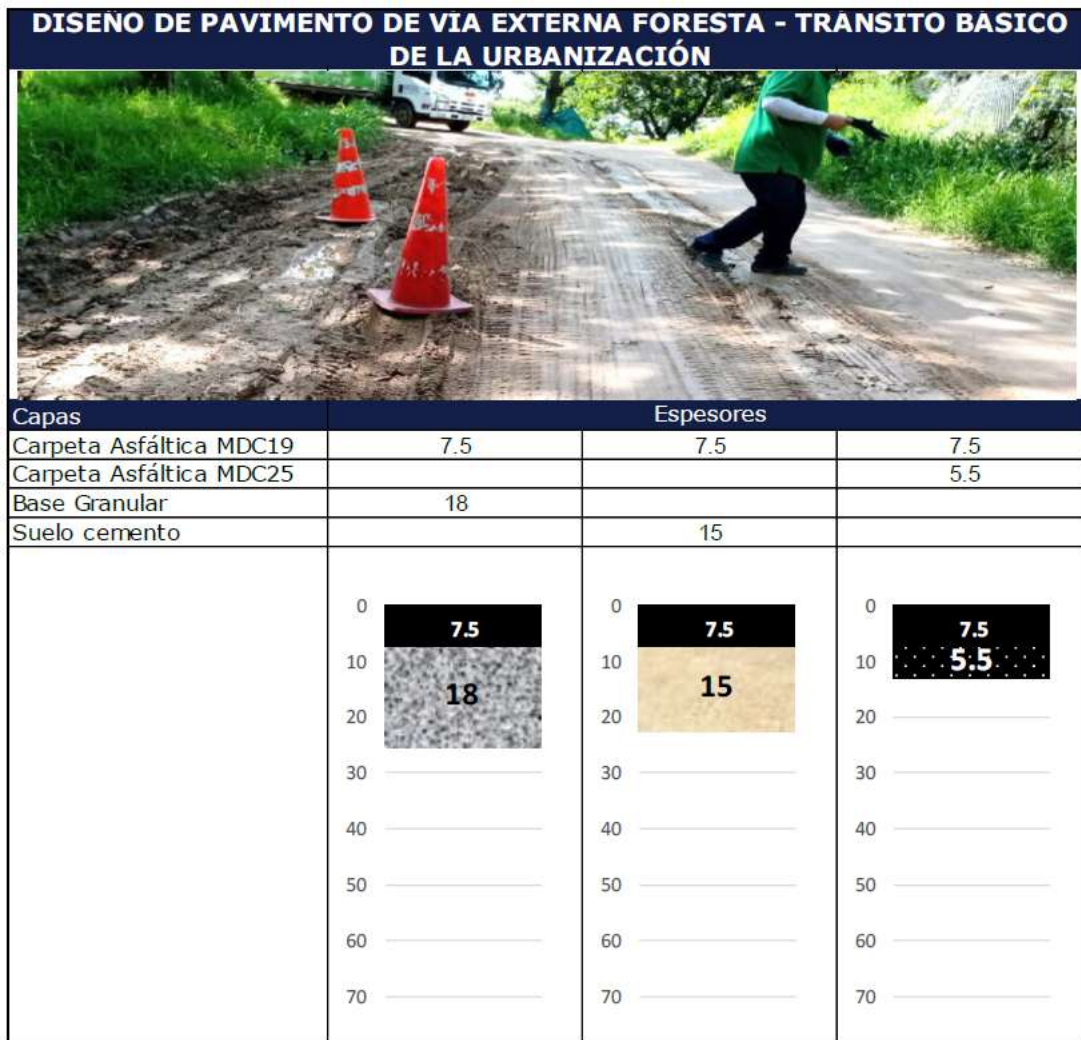 DISEÑO DE PAVIMENTO DE VÍA EXTERNA FORESTA - TRÁNSITO BÁSICO
DE LA URBANIZACIÓN
Capas Espesores
Carpeta Asfáltica MDC19 7.5 7.5 7.5
Carpeta Asfáltica MDC25 5.5
Base Granular 18
Suelo cemento 15
0 0 0
7.5 7.5 7.5
10 10 10
18 15 5.5
20 20 20
30 30 30
40 40 40
50 50 50
60 60 60
70 70 70